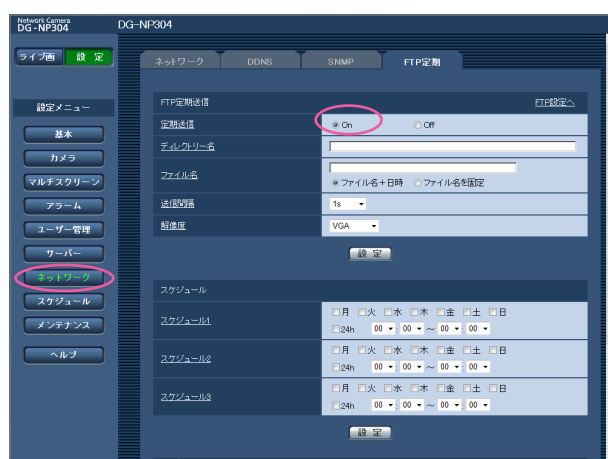 Network Camera
DG-NP304
DG-NP304
ライブ画 設定
ネットワーク DDNS SNMP FTP定期
設定メニュー
基本
カメラ
マルチスクリーン
アラーム
ユーザー管理
サーバー
ネットワーク
スケジュール
メンテナンス
ヘルプ
FTP定期送信 FTP設定へ
定期送信 On Off
ディレクトリー名
ファイル名
ファイル名+日時 ファイル名を固定
送信間隔 1s
解像度 VGA
設定
スケジュール
スケジュール1
月 火 水 木 金 土 日
24h 00 : 00 ~ 00 : 00
スケジュール2
月 火 水 木 金 土 日
24h 00 : 00 ~ 00 : 00
スケジュール3
月 火 水 木 金 土 日
24h 00 : 00 ~ 00 : 00
設定